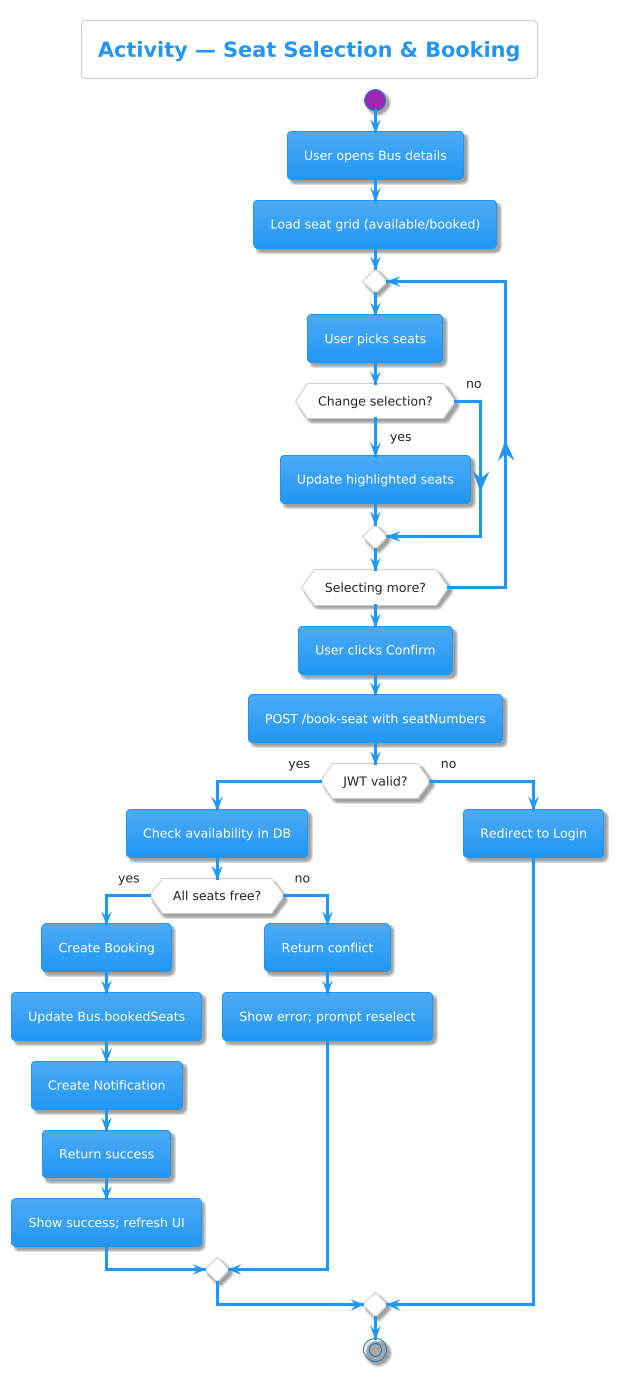 Activity — Seat Selection & Booking
User opens Bus details
Load seat grid (available/booked)
User picks seats
no
Change selection?
yes
Update highlighted seats
Selecting more?
User clicks Confirm
POST /book-seat with seatNumbers
yes
JWT valid?
no
Check availability in DB
Redirect to Login
yes
All seats free?
no
Create Booking
Return conflict
Update Bus.bookedSeats
Show error; prompt reselect
Create Notification
Return success
Show success; refresh UI